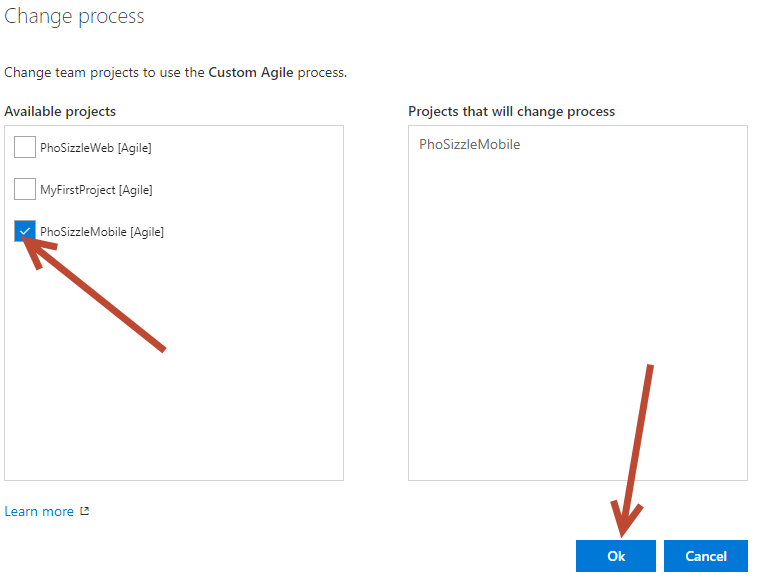 Change process
Change team projects to use the Custom Agile process.
Available projects
PhoSizzleWeb [Agile]
MyFirstProject [Agile]
PhoSizzleMobile [Agile]
Projects that will change process
PhoSizzleMobile
Learn more
Ok
Cancel